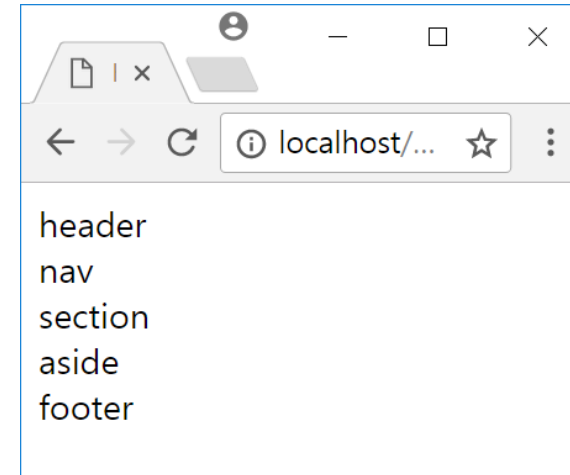 localhost/...
header
nav
section
aside
footer